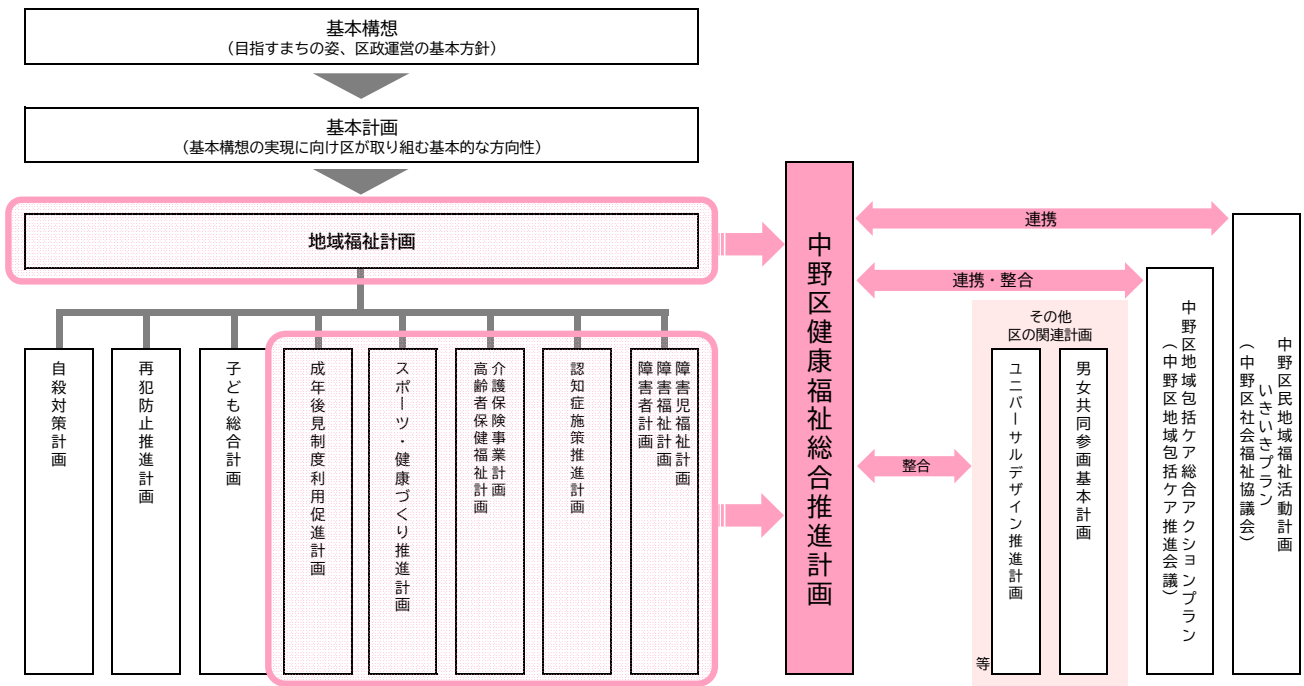 基本構想
（目指すまちの姿、区政運営の基本方針）
基本計画
（基本構想の実現に向け区が取り組む基本的な方向性）
地域福祉計画
自殺対策計画
再犯防止推進計画
子ども総合計画
成年後見制度利用促進計画
スポーツ・健康づくり推進計画
介護保険事業計画
高齢者保健福祉計画
認知症施策推進計画
障害児福祉計画
障害福祉計画
障害者計画
中野区健康福祉総合推進計画
連携
連携・整合
整合
その他
区の関連計画
ユニバーサルデザイン推進計画
男女共同参画基本計画
等
中野区地域包括ケア総合アクションプラン
（中野区地域包括ケア推進会議）
中野区民地域福祉活動計画
いきいきプラン
（中野区社会福祉協議会）